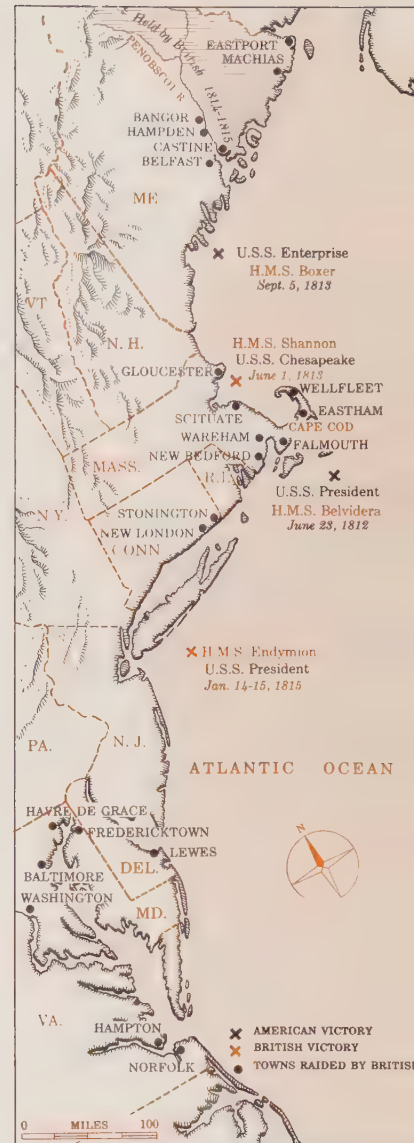 Held by British
1814-1815
PENOBSCOT R.
EASTPORT
MACHIAS
BANGOR
HAMPDEN
CASTINE
BELFAST
ME
U.S.S. Enterprise
H.M.S. Boxer
Sept. 5, 1813
VT
N.H.
H.M.S. Shannon
U.S.S. Chesapeake
June 1, 1813
GLOUCESTER
WELLFLEET
EASTHAM
SCITUATE
CAPE COD
WAREHAM
FALMOUTH
MASS.
NEW BEDFORD
R.I.
U.S.S. President
H.M.S. Belvidera
June 23, 1812
N.Y.
STONINGTON
NEW LONDON
CONN
H.M.S. Endymion
U.S.S. President
Jan. 14-15, 1815
PA.
N.J.
ATLANTIC OCEAN
HAVRE DE GRACE
FREDERICKTOWN
LEWES
N
BALTIMORE
DEL.
WASHINGTON
MD.
VA.
HAMPTON
NORFOLK
AMERICAN VICTORY
BRITISH VICTORY
TOWNS RAIDED BY BRITISH
0 MILES 100